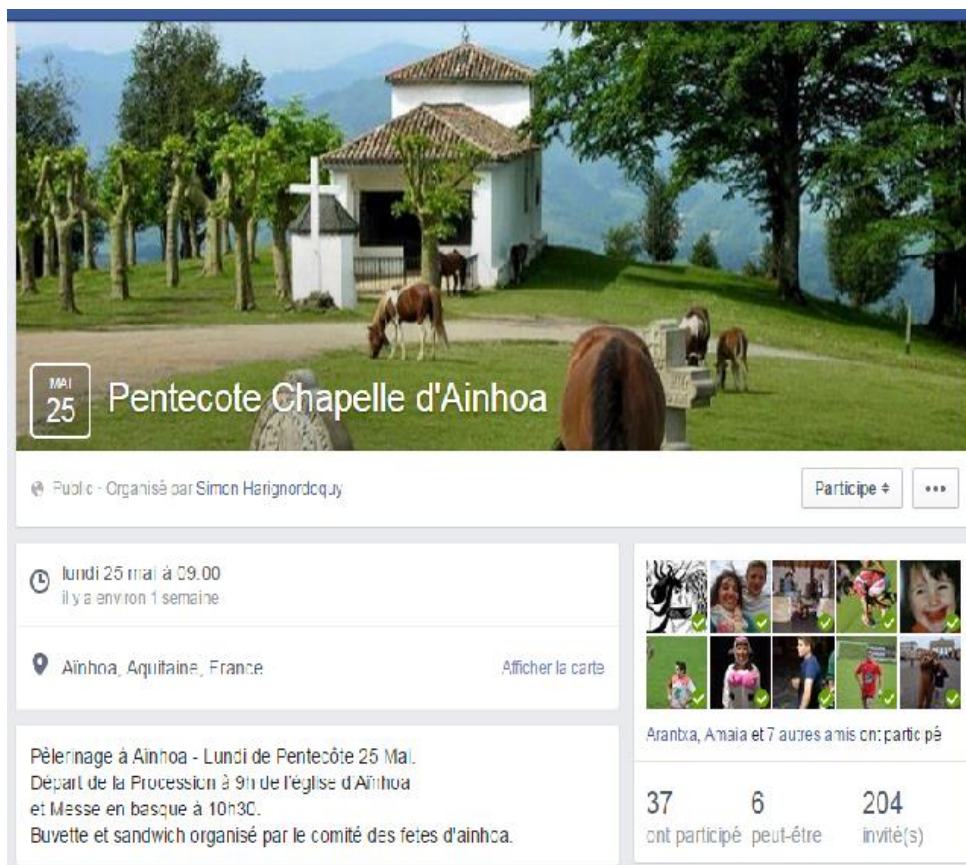 MAI
25
Pentecote Chapelle d'Ainhoa
Public - Organisé par Simon Harignordoquy
Participe
lundi 25 mai à 09:00
il y a environ 1 semaine
Aïnhoa, Aquitaine, France
Afficher la carte
Pèlerinage à Aïnhoa - Lundi de Pentecôte 25 Mai.
Départ de la Procession à 9h de l'église d'Aïnhoa
et Messe en basque à 10h30.
Buvette et sandwich organisé par le comité des fetes d'ainhoa.
Arantxa, Amaia et 7 autres amis ont participé
37 6 204
ont participé peut-être invité(s)